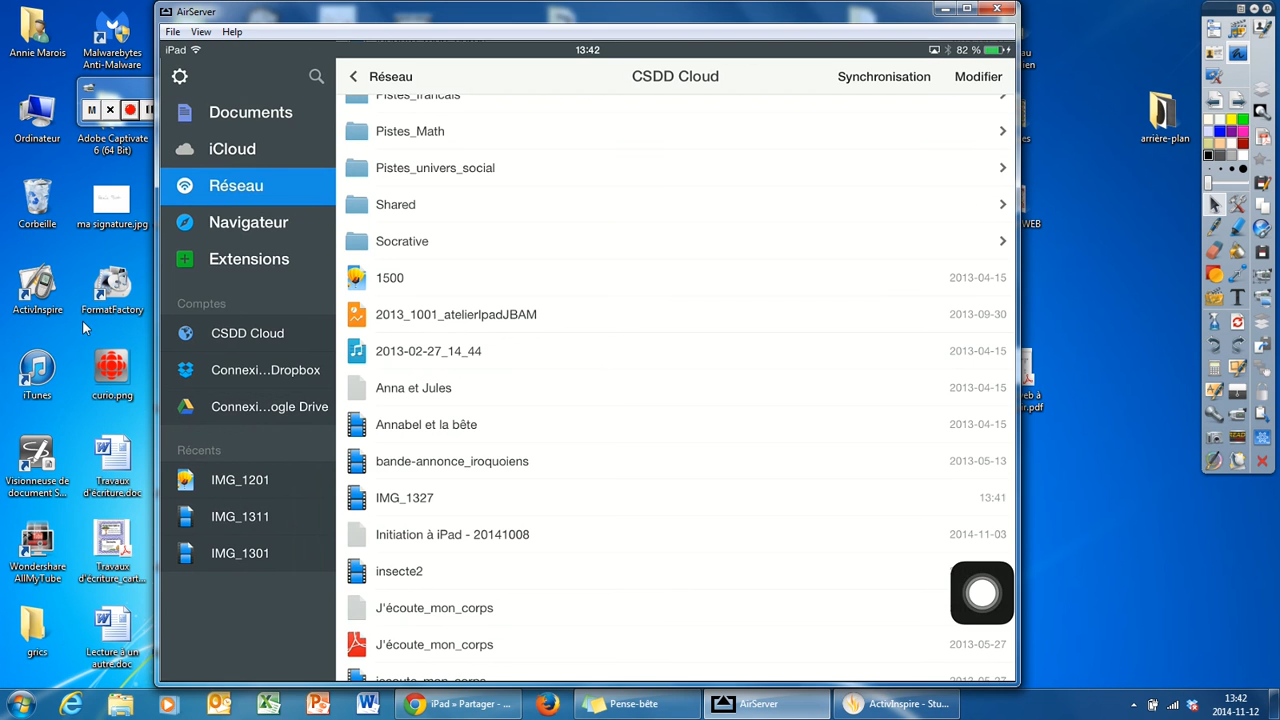 AirServer
File View Help
iPad 13:42 82 %
Réseau CSDD Cloud Synchronisation Modifier
Documents
iCloud
Réseau
Navigateur
Extensions
Comptes
CSDD Cloud
Connexi...Dropbox
Connexi...ogle Drive
Récents
IMG_1201
IMG_1311
IMG_1301
Pistes_francais
Pistes_Math
Pistes_univers_social
Shared
Socrative
1500 2013-04-15
2013_1001_atelierIpadJBAM 2013-09-30
2013-02-27_14_44 2013-04-15
Anna et Jules 2013-04-15
Annabel et la bête 2013-04-15
bande-annonce_iroquoiens 2013-05-13
IMG_1327 13:41
Initiation à iPad - 20141008 2014-11-03
insecte2
J'écoute_mon_corps
J'écoute_mon_corps 2013-05-27
Annie Marois
Malwarebytes
Anti-Malware
Ordinateur
Adobe Captivate
6 (64 Bit)
M
Corbeille
ma signature.jpg
ActivInspire
FormatFactory
iTunes
curio.png
Visionneuse de
document S...
Travaux
d'écriture.doc
Wondershare
AllMyTube
Travaux
d'écriture_cart...
grics
Lecture à un
autre.doc
arrière-plan
WEB
iPad » Partager - ...
Pense-bête
AirServer
ActivInspire - Stu...
13:42
2014-11-12